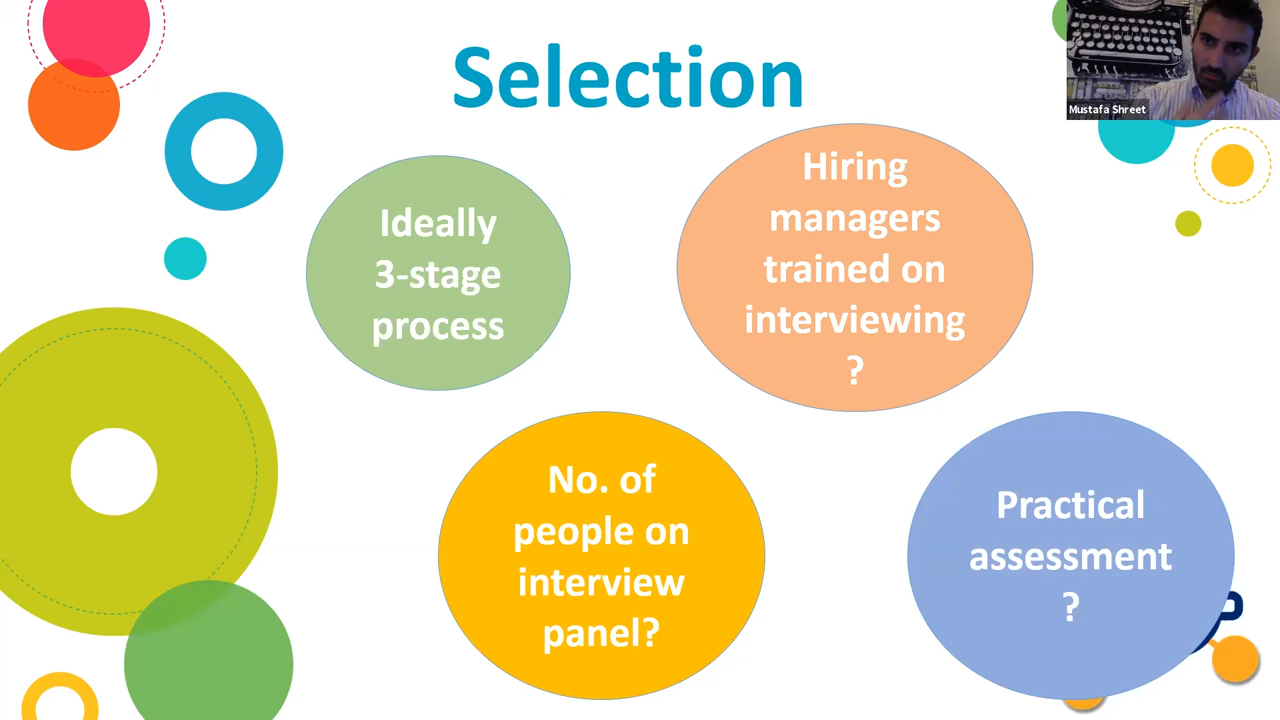 Selection
Mustafa Shreet
Ideally
3-stage
process
Hiring
managers
trained on
interviewing
?
No. of
people on
interview
panel?
Practical
assessment
?